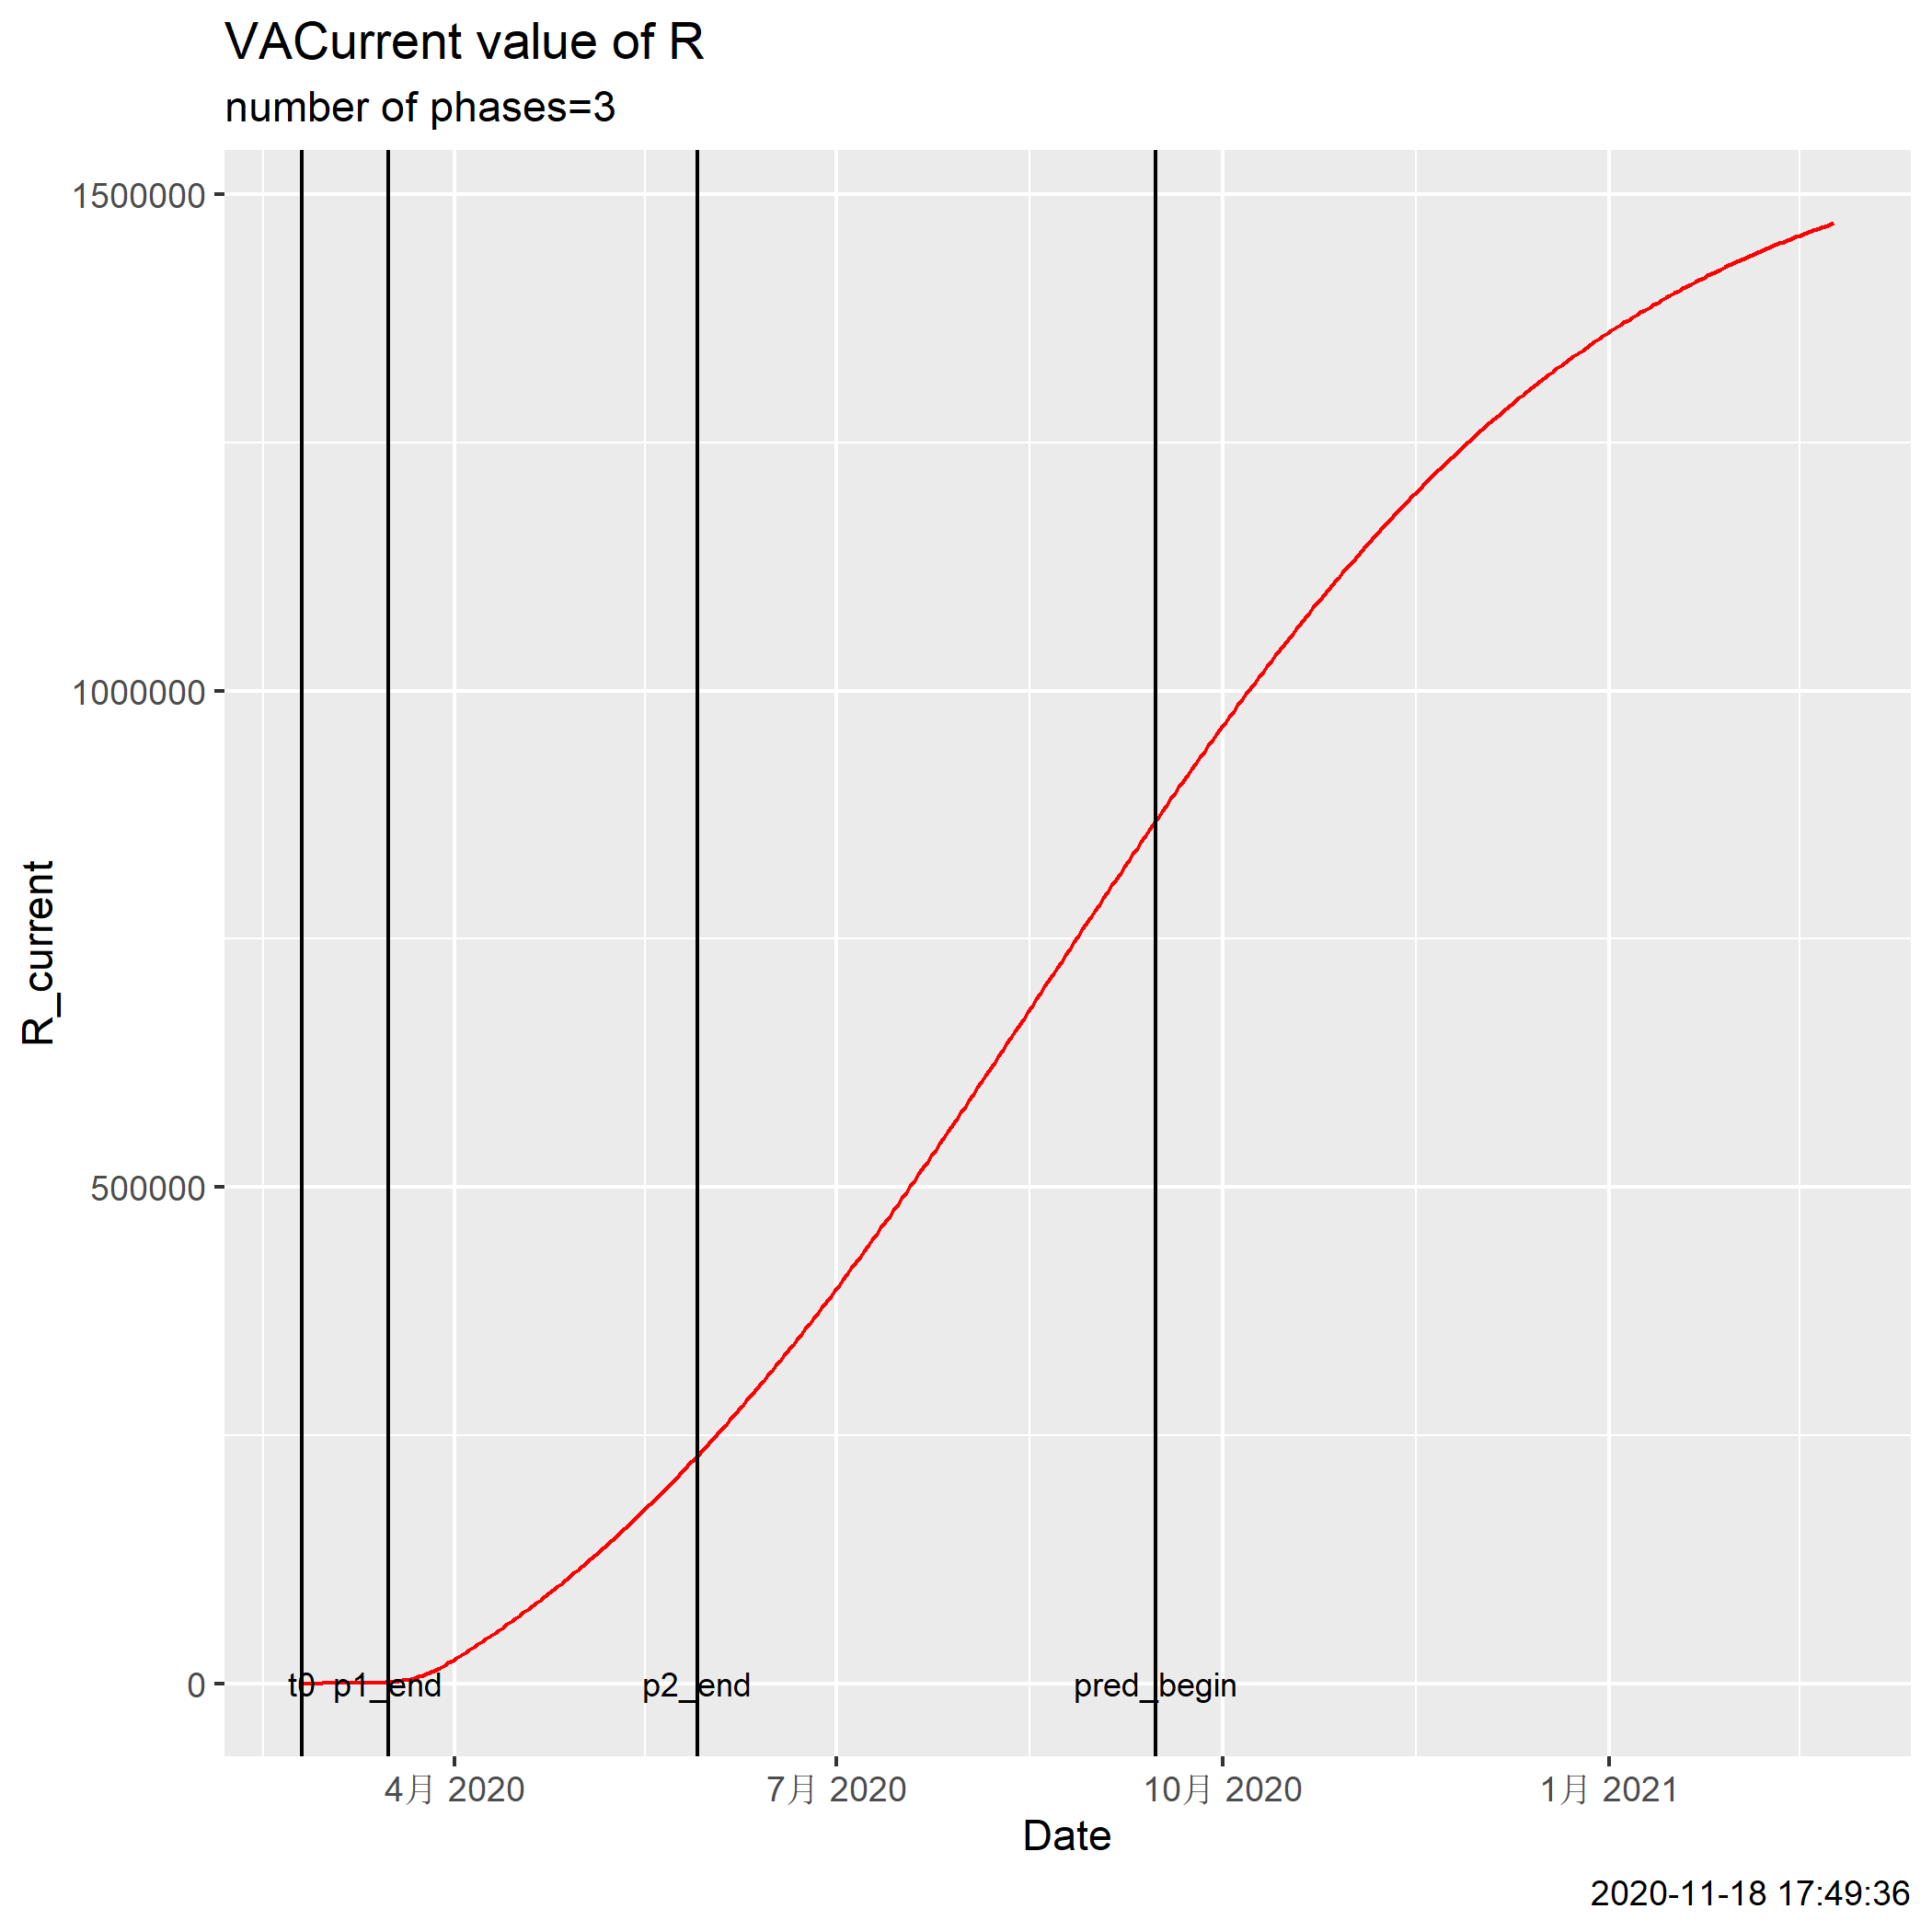 VACurrent value of R
number of phases=3
1500000
1000000
500000
0
R_current
t0 p1_end p2_end pred_begin
4月 2020 7月 2020 10月 2020 1月 2021
Date
2020-11-18 17:49:36